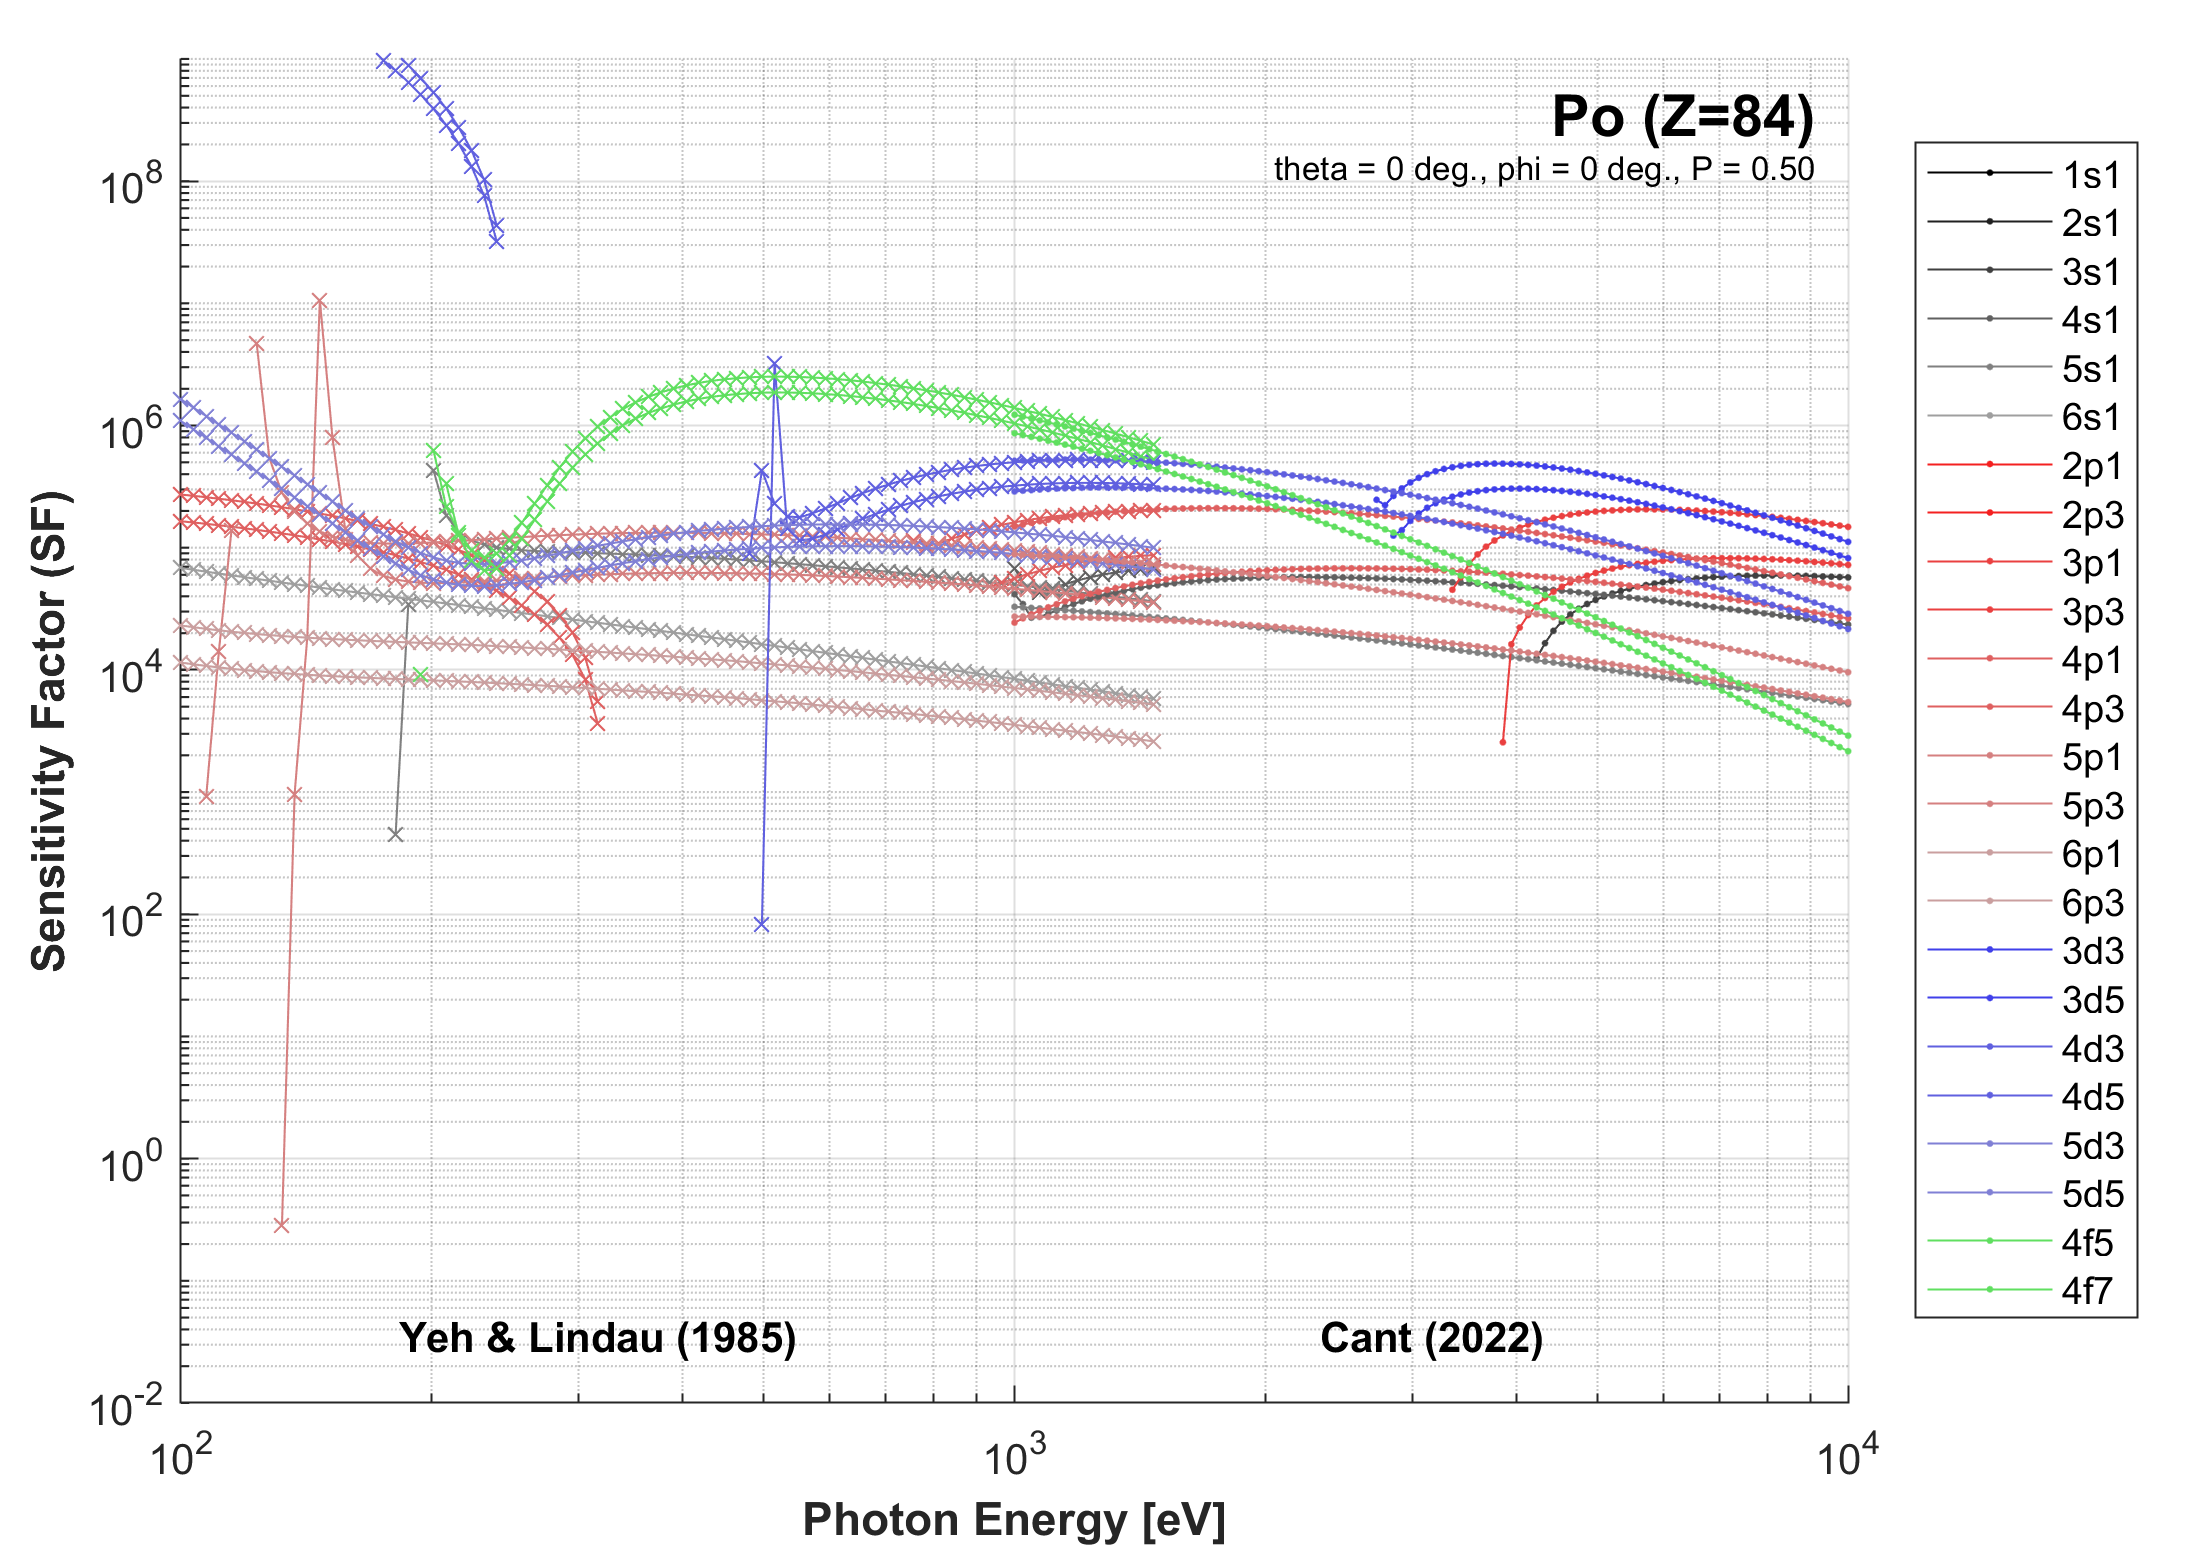 Po (Z=84)
theta = 0 deg., phi = 0 deg., P = 0.50
Sensitivity Factor (SF)
10^8
10^6
10^4
10^2
10^0
10^-2
10^2
10^3
10^4
Photon Energy [eV]
Yeh & Lindau (1985)
Cant (2022)
1s1
2s1
3s1
4s1
5s1
6s1
2p1
2p3
3p1
3p3
4p1
4p3
5p1
5p3
6p1
6p3
3d3
3d5
4d3
4d5
5d3
5d5
4f5
4f7